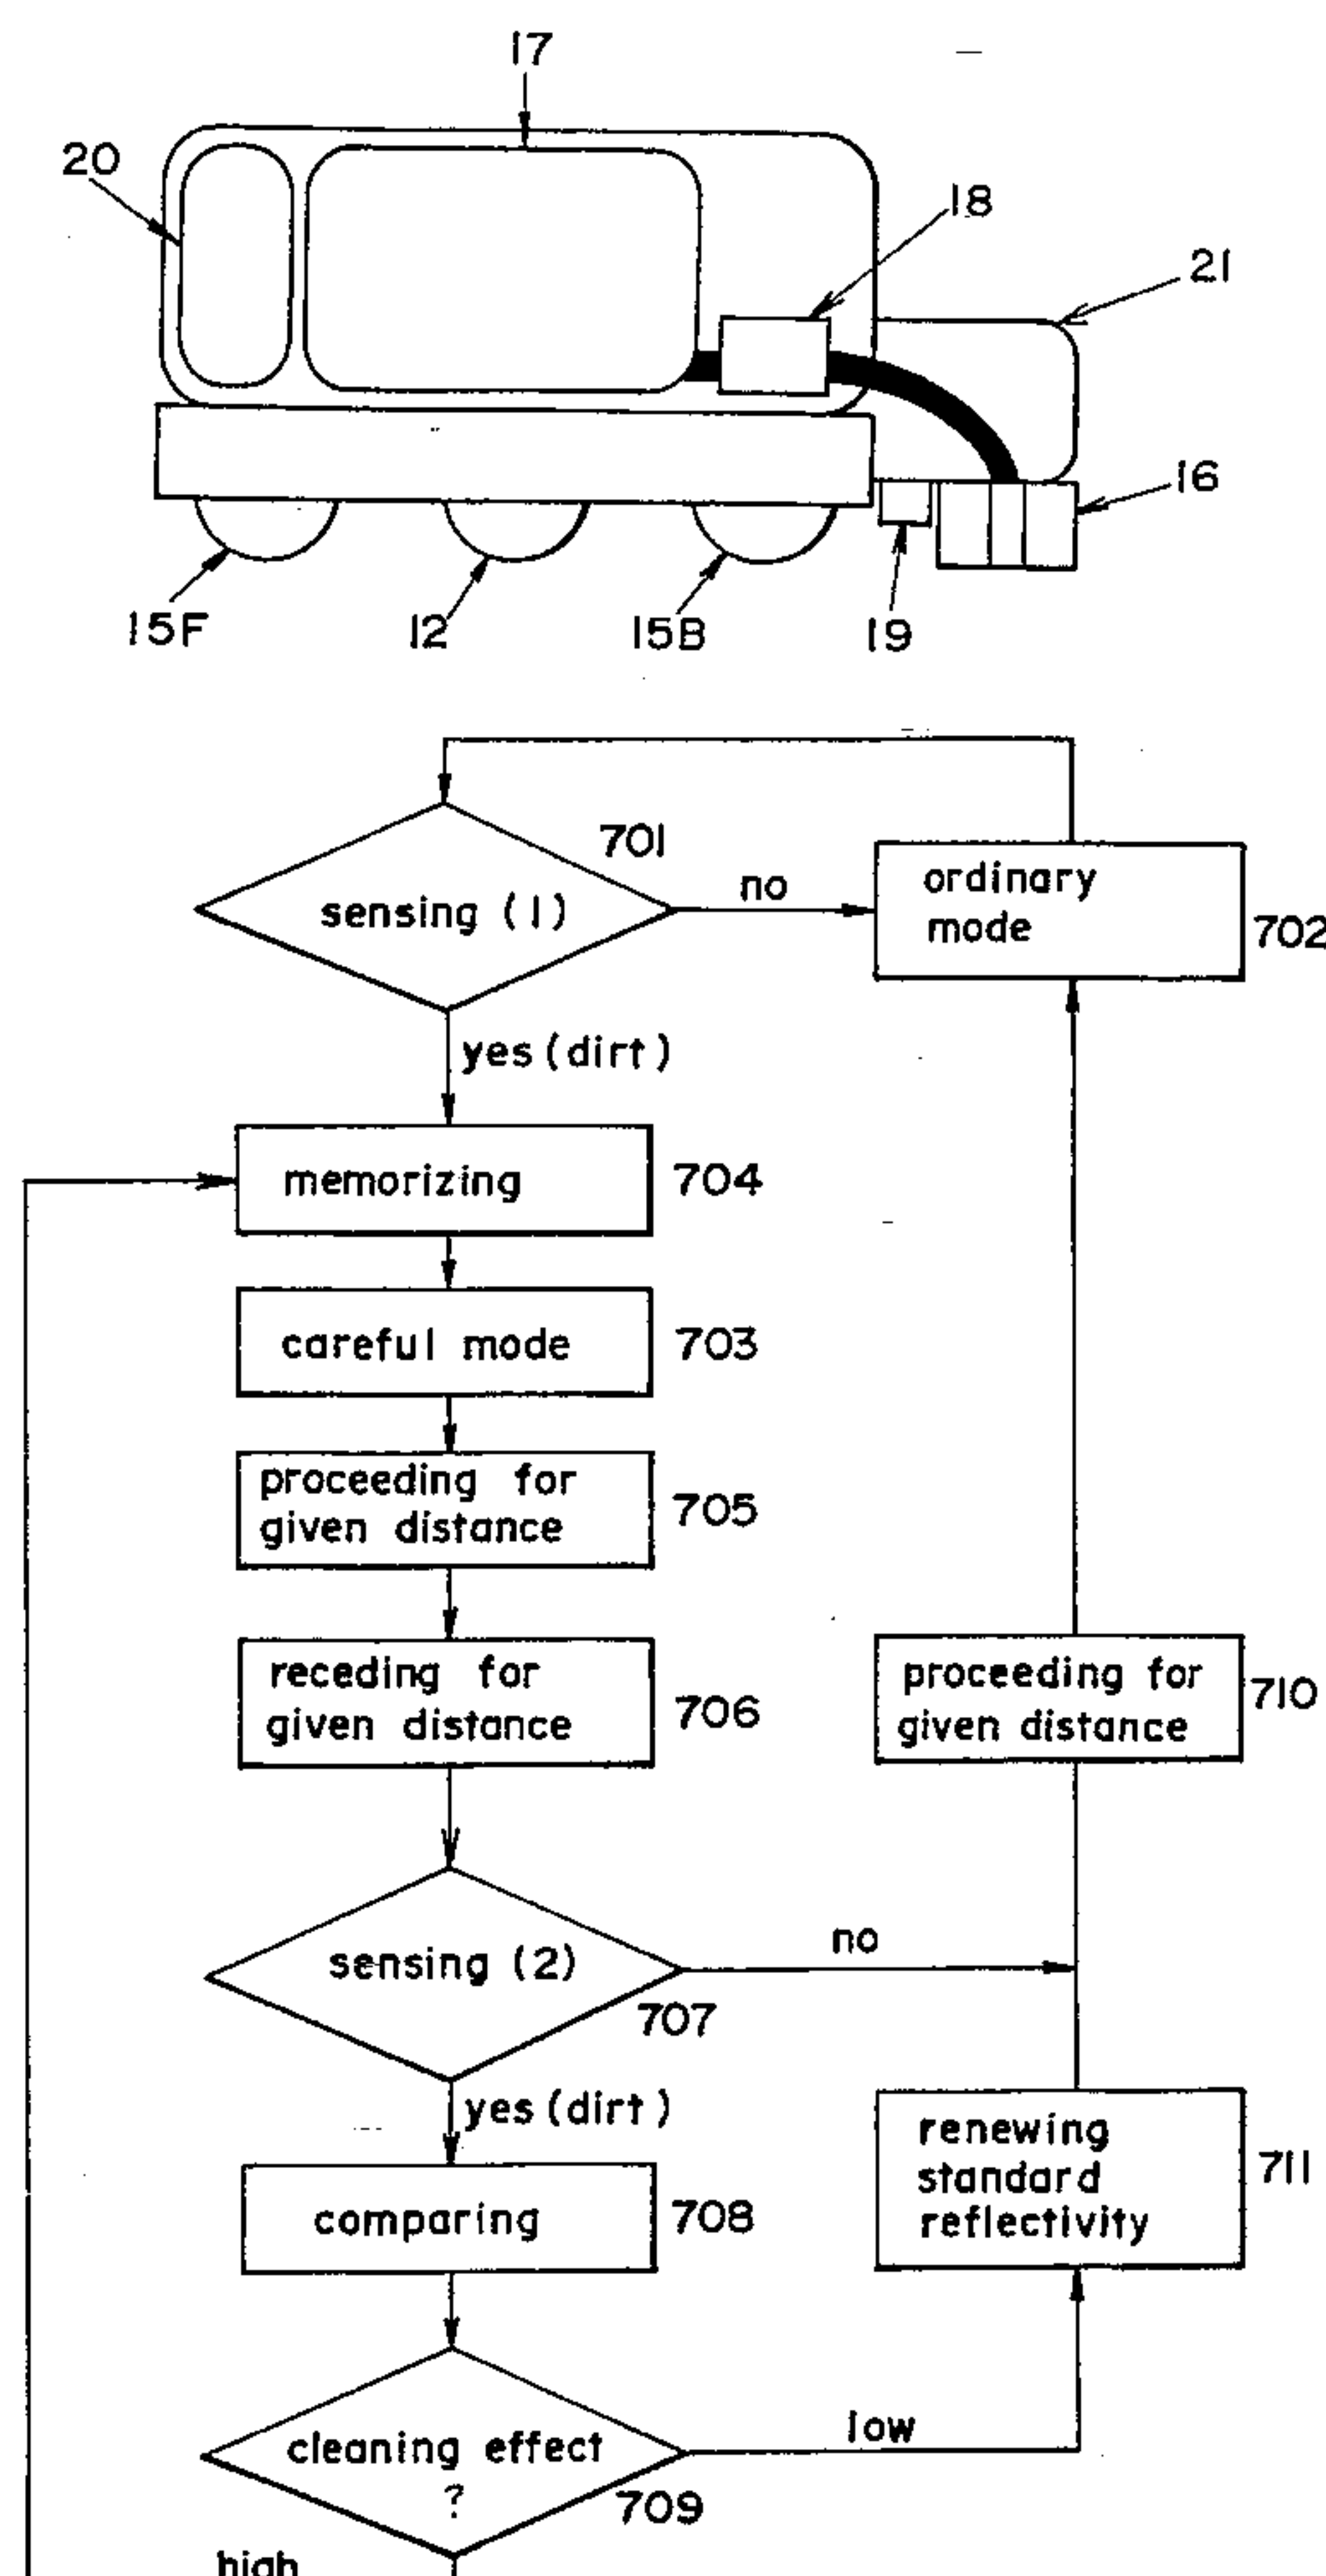 17
20
18
21
16
15F
12
15B
19
701
sensing (1)
no
ordinary
mode
702
yes (dirt)
memorizing
704
careful mode
703
proceeding for
given distance
705
receding for
given distance
706
proceeding for
given distance
710
sensing (2)
no
707
yes (dirt)
comparing
708
renewing
standard
reflectivity
711
cleaning effect
?
low
709
high